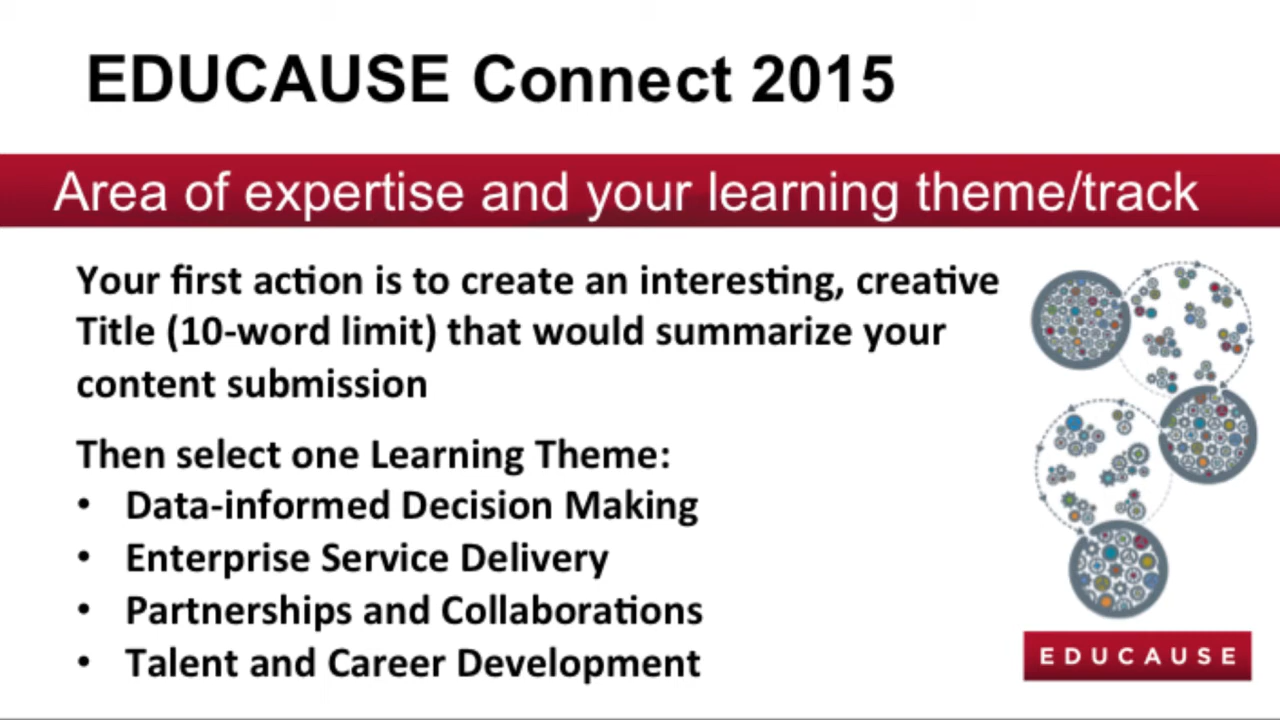 EDUCAUSE Connect 2015
Area of expertise and your learning theme/track
Your first action is to create an interesting, creative
Title (10-word limit) that would summarize your
content submission
Then select one Learning Theme:
• Data-informed Decision Making
• Enterprise Service Delivery
• Partnerships and Collaborations
• Talent and Career Development
EDUCAUSE